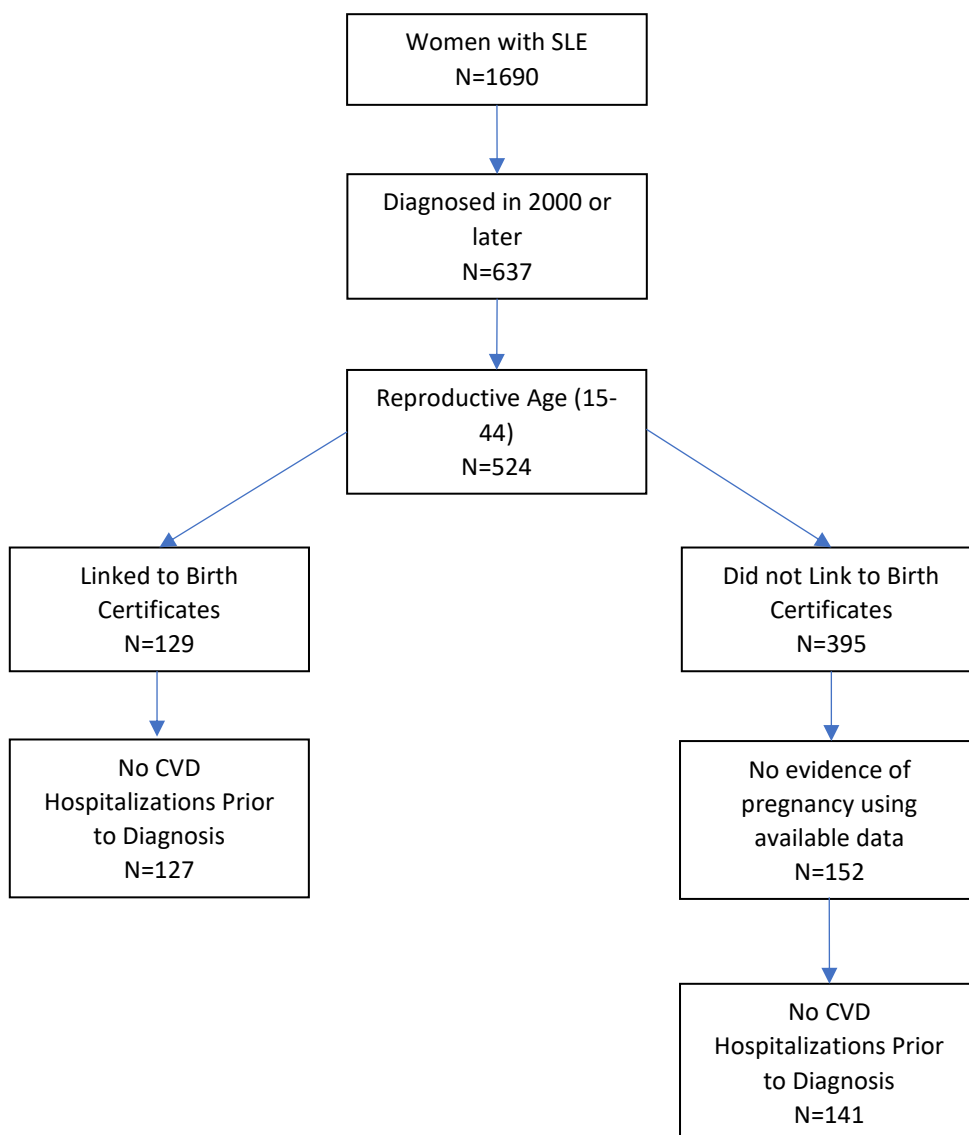 Women with SLE
N=1690
Diagnosed in 2000 or
later
N=637
Reproductive Age (15-
44)
N=524
Linked to Birth
Certificates
N=129
Did not Link to Birth
Certificates
N=395
No CVD
Hospitalizations Prior
to Diagnosis
N=127
No evidence of
pregnancy using
available data
N=152
No CVD
Hospitalizations Prior
to Diagnosis
N=141